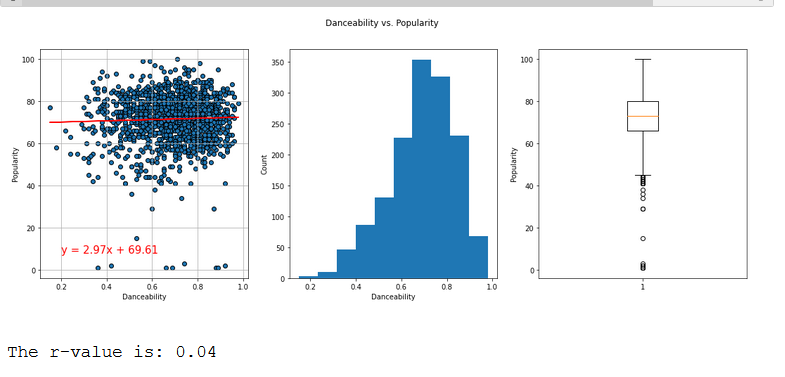 Danceability vs. Popularity
100
80
60
40
20
0
Popularity
y = 2.97x + 69.61
0.2 0.4 0.6 0.8 1.0
Danceability
350
300
250
200
150
100
50
0
Count
0.2 0.4 0.6 0.8 1.0
Danceability
100
80
60
40
20
0
Popularity
1
The r-value is: 0.04